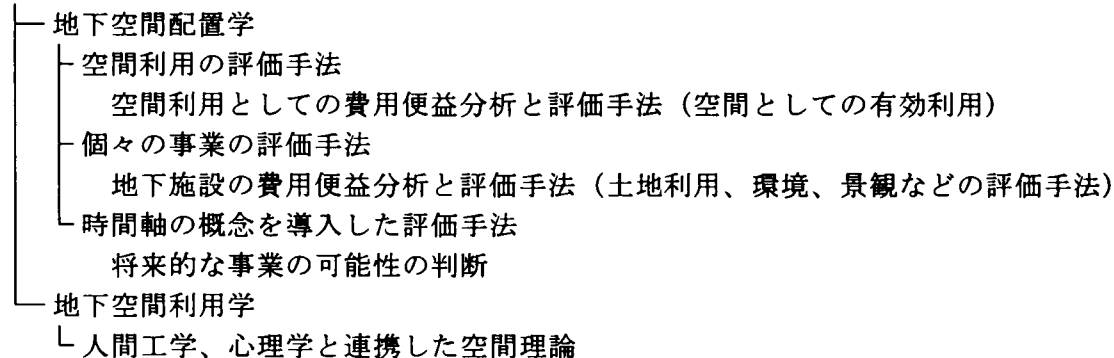 地下空間配置学
空間利用の評価手法
空間利用としての費用便益分析と評価手法（空間としての有効利用）
個々の事業の評価手法
地下施設の費用便益分析と評価手法（土地利用、環境、景観などの評価手法）
時間軸の概念を導入した評価手法
将来的な事業の可能性の判断
地下空間利用学
人間工学、心理学と連携した空間理論